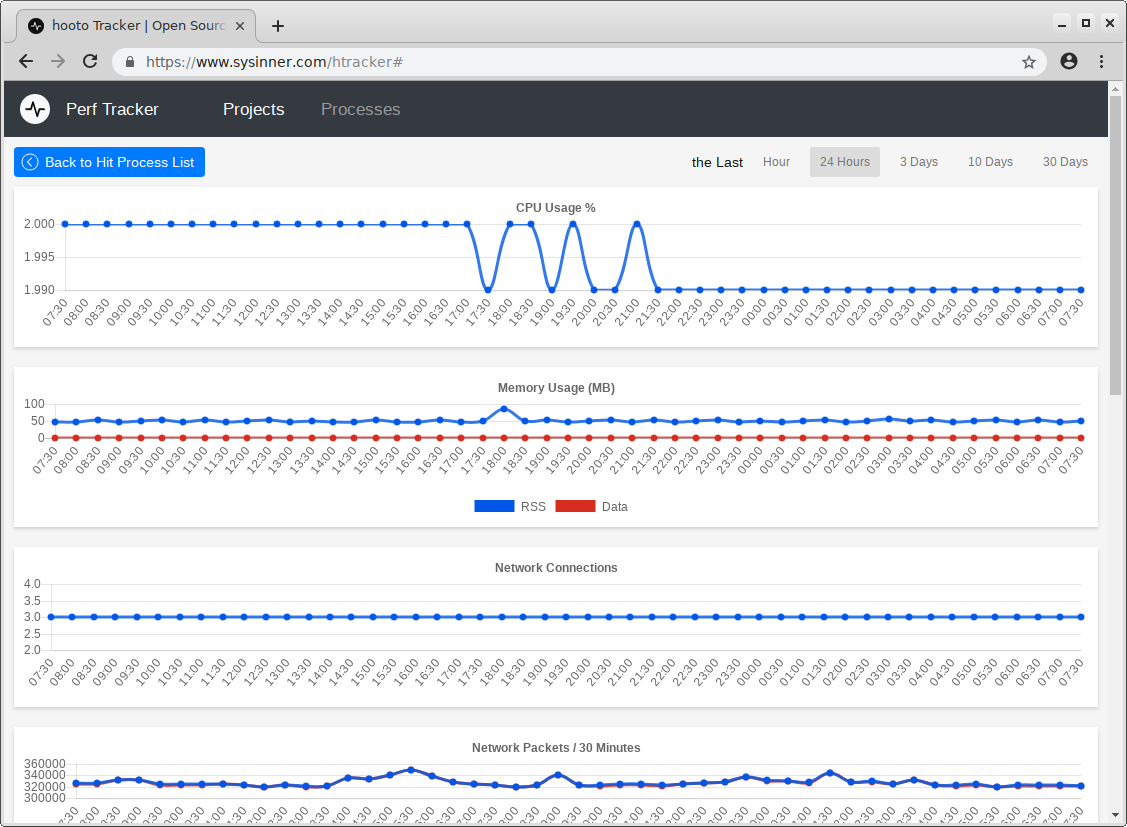 hooto Tracker | Open Sourc
https://www.sysinner.com/htracker#
Perf Tracker Projects Processes
Back to Hit Process List the Last Hour 24 Hours 3 Days 10 Days 30 Days
CPU Usage %
2.000
1.995
1.990
07:30 08:00 08:30 09:00 09:30 10:00 10:30 11:00 11:30 12:00 12:30 13:00 13:30 14:00 14:30 15:00 15:30 16:00 16:30 17:00 17:30 18:00 18:30 19:00 19:30 20:00 20:30 21:00 21:30 22:00 22:30 23:00 23:30 00:00 00:30 01:00 01:30 02:00 02:30 03:00 03:30 04:00 04:30 05:00 05:30 06:00 06:30 07:00 07:30
Memory Usage (MB)
100
50
0
07:30 08:00 08:30 09:00 09:30 10:00 10:30 11:00 11:30 12:00 12:30 13:00 13:30 14:00 14:30 15:00 15:30 16:00 16:30 17:00 17:30 18:00 18:30 19:00 19:30 20:00 20:30 21:00 21:30 22:00 22:30 23:00 23:30 00:00 00:30 01:00 01:30 02:00 02:30 03:00 03:30 04:00 04:30 05:00 05:30 06:00 06:30 07:00 07:30
RSS Data
Network Connections
4.0
3.5
3.0
2.5
2.0
07:30 08:00 08:30 09:00 09:30 10:00 10:30 11:00 11:30 12:00 12:30 13:00 13:30 14:00 14:30 15:00 15:30 16:00 16:30 17:00 17:30 18:00 18:30 19:00 19:30 20:00 20:30 21:00 21:30 22:00 22:30 23:00 23:30 00:00 00:30 01:00 01:30 02:00 02:30 03:00 03:30 04:00 04:30 05:00 05:30 06:00 06:30 07:00 07:30
Network Packets / 30 Minutes
360000
340000
320000
300000